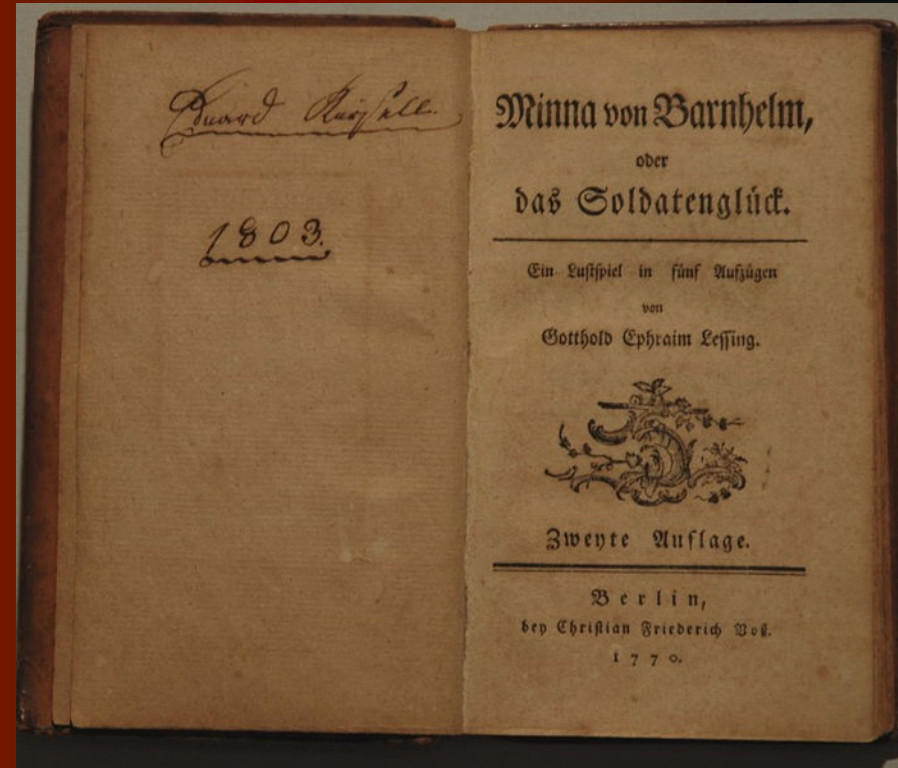 Eduard
1803.
Minna von Barnhelm,
oder
das Soldatenglück.
Ein Lustspiel in fünf Aufzügen
von
Gotthold Ephraim Lessing.
Zweyte Auflage.
Berlin,
bey Christian Friederich Voß.
1770.